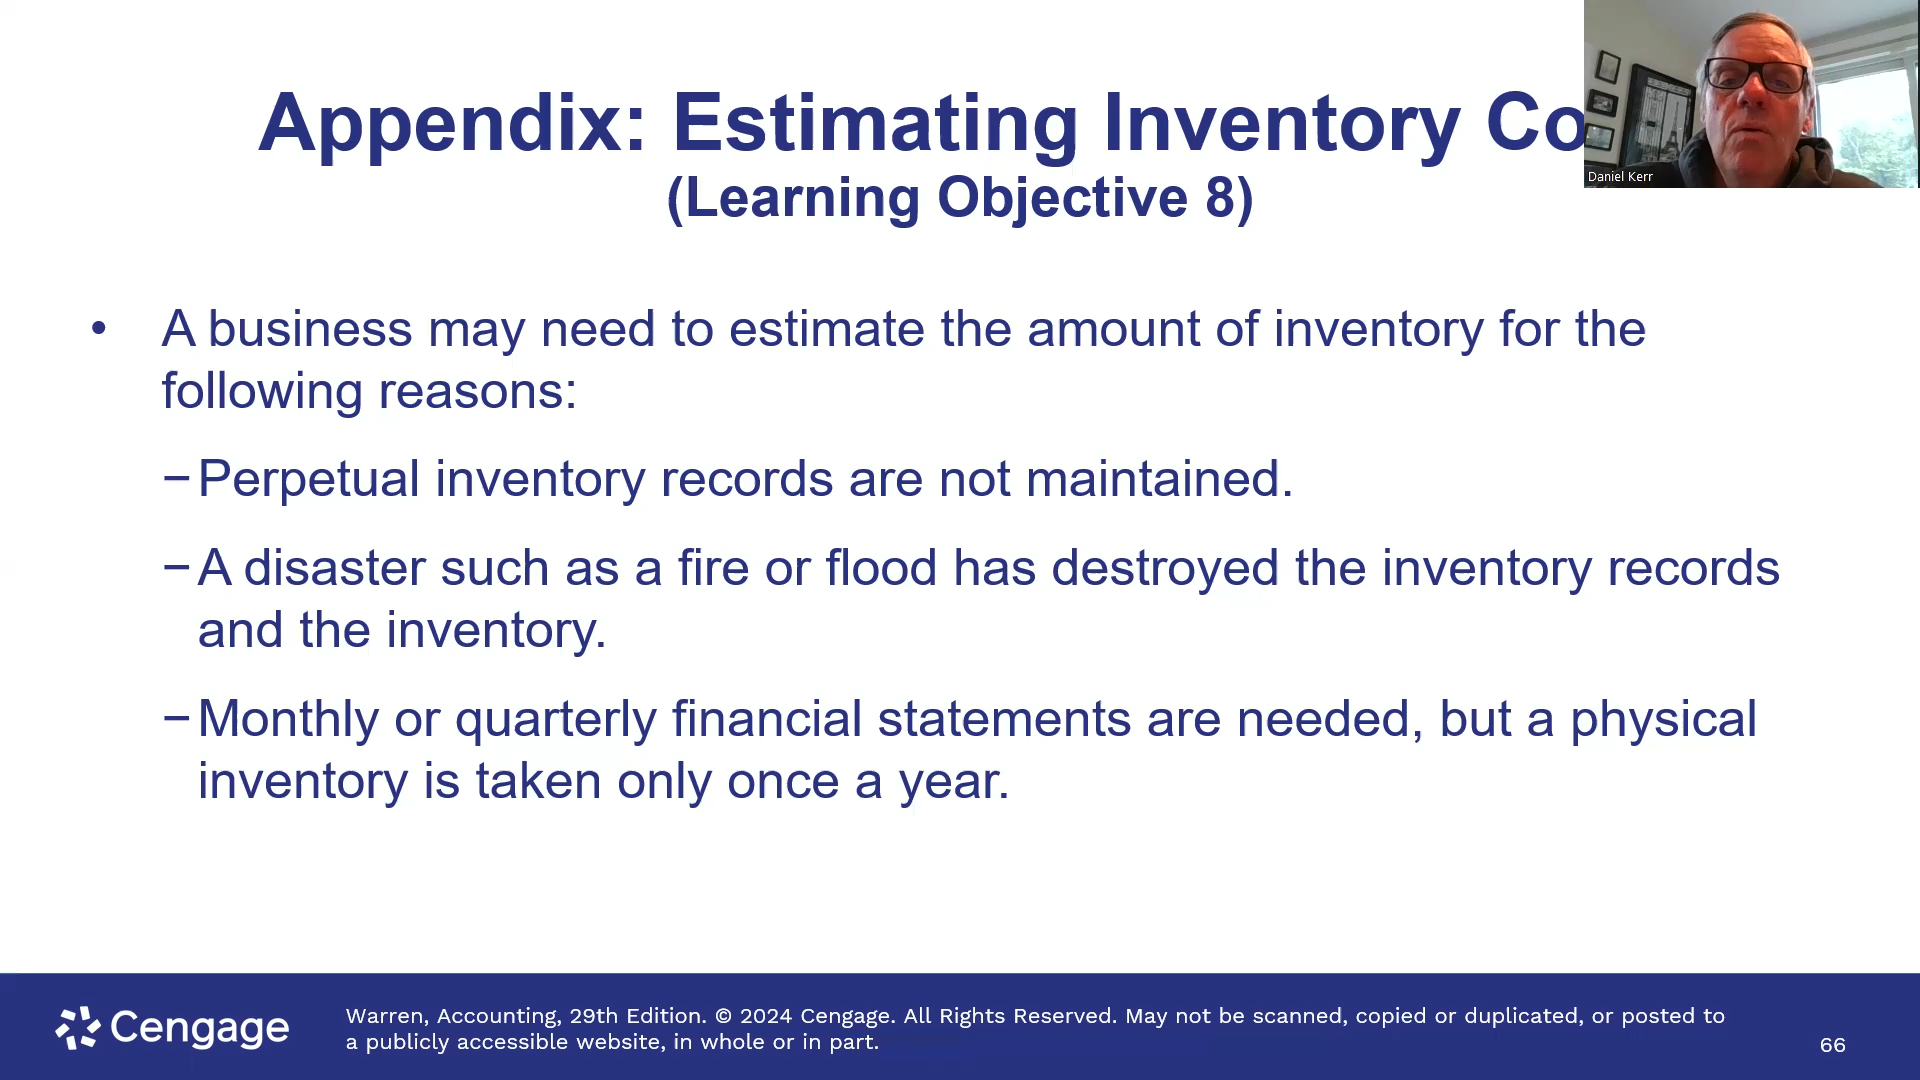 Appendix: Estimating Inventory Co
(Learning Objective 8)
Daniel Kerr
• A business may need to estimate the amount of inventory for the
following reasons:
−Perpetual inventory records are not maintained.
−A disaster such as a fire or flood has destroyed the inventory records
and the inventory.
−Monthly or quarterly financial statements are needed, but a physical
inventory is taken only once a year.
Cengage
Warren, Accounting, 29th Edition. © 2024 Cengage. All Rights Reserved. May not be scanned, copied or duplicated, or posted to
a publicly accessible website, in whole or in part.
66